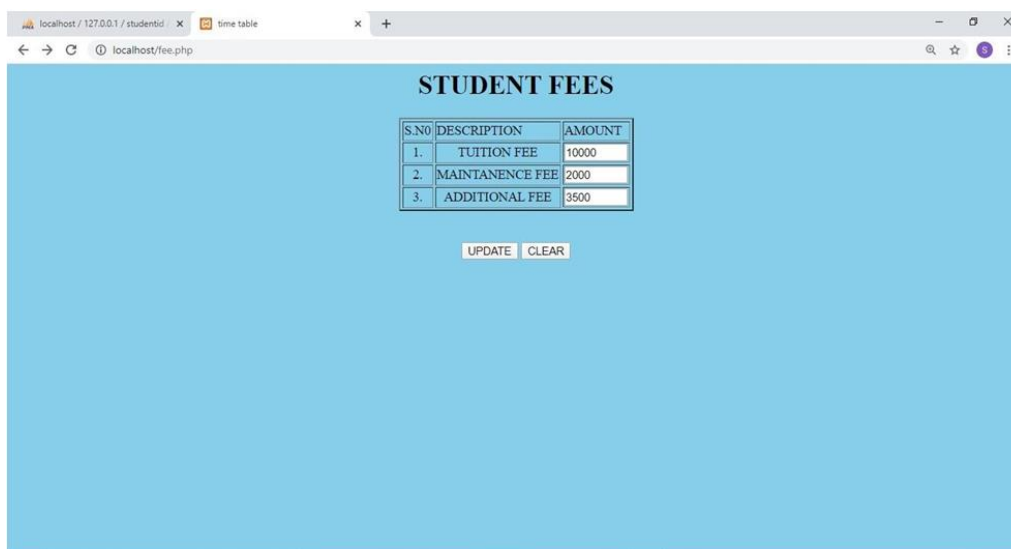 localhost / 127.0.0.1 / studentid
time table
localhost/fee.php
S
STUDENT FEES
S.N0 DESCRIPTION AMOUNT
1. TUITION FEE 10000
2. MAINTANENCE FEE 2000
3. ADDITIONAL FEE 3500
UPDATE CLEAR